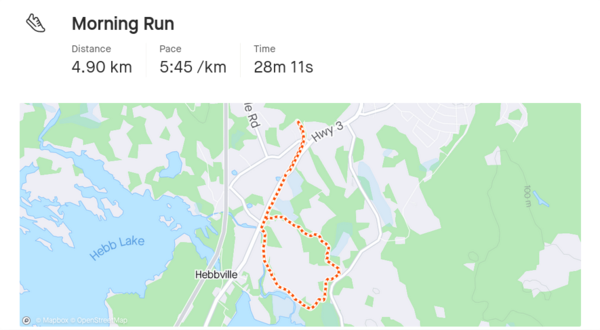 Morning Run
Distance Pace Time
4.90 km 5:45 /km 28m 11s
Rd
Hwy 3
100 m
Hebb Lake
Hebbville
© Mapbox © OpenStreetMap